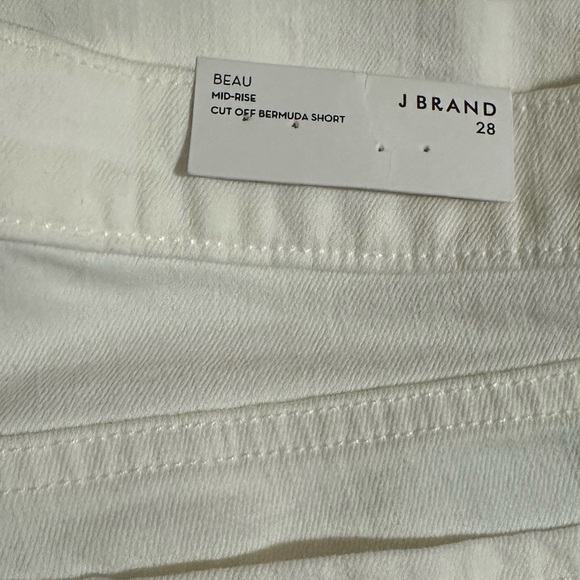 BEAU
MID-RISE
CUT OFF BERMUDA SHORT
J BRAND
28